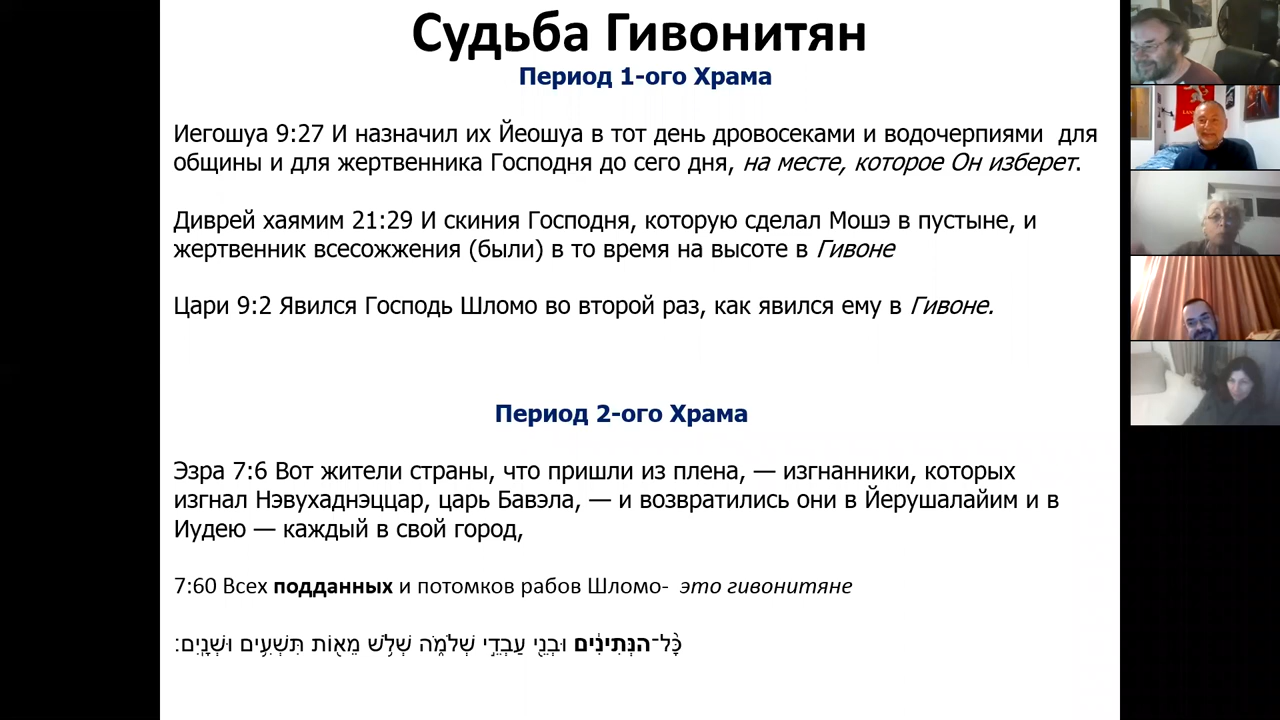 Судьба Гивонитян
Период 1-ого Храма
Иегошуа 9:27 И назначил их Йеошуа в тот день дровосеками и водочерпиями для
общины и для жертвенника Господня до сего дня, на месте, которое Он изберет.
Диврей хаямим 21:29 И скиния Господня, которую сделал Мошэ в пустыне, и
жертвенник всесожжения (были) в то время на высоте в Гивоне
Цари 9:2 Явился Господь Шломо во второй раз, как явился ему в Гивоне.
Период 2-ого Храма
Эзра 7:6 Вот жители страны, что пришли из плена, — изгнанники, которых
изгнал Нэвухаднэццар, царь Бавэла, — и возвратились они в Йерушалайим и в
Иудею — каждый в свой город,
7:60 Всех подданных и потомков рабов Шломо- это гивонитяне
כׇּ֨ל־הנְּתִינִ֔ים וּבְנֵ֖י עַבְדֵ֣י שְׁלֹמֹ֑ה שְׁלֹ֥שׁ מֵא֖וֹת תִּשְׁעִ֥ים וּשְׁנָֽיִם׃